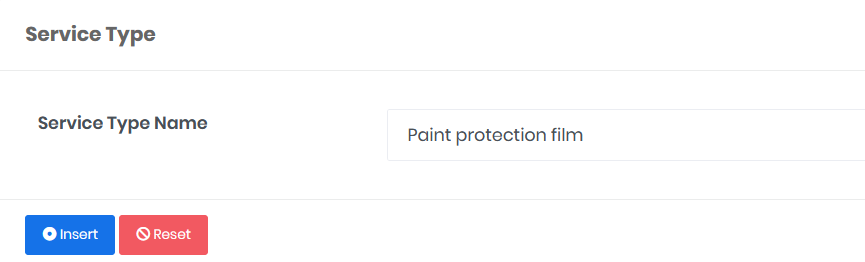 Service Type
Service Type Name
Paint protection film
Insert Reset